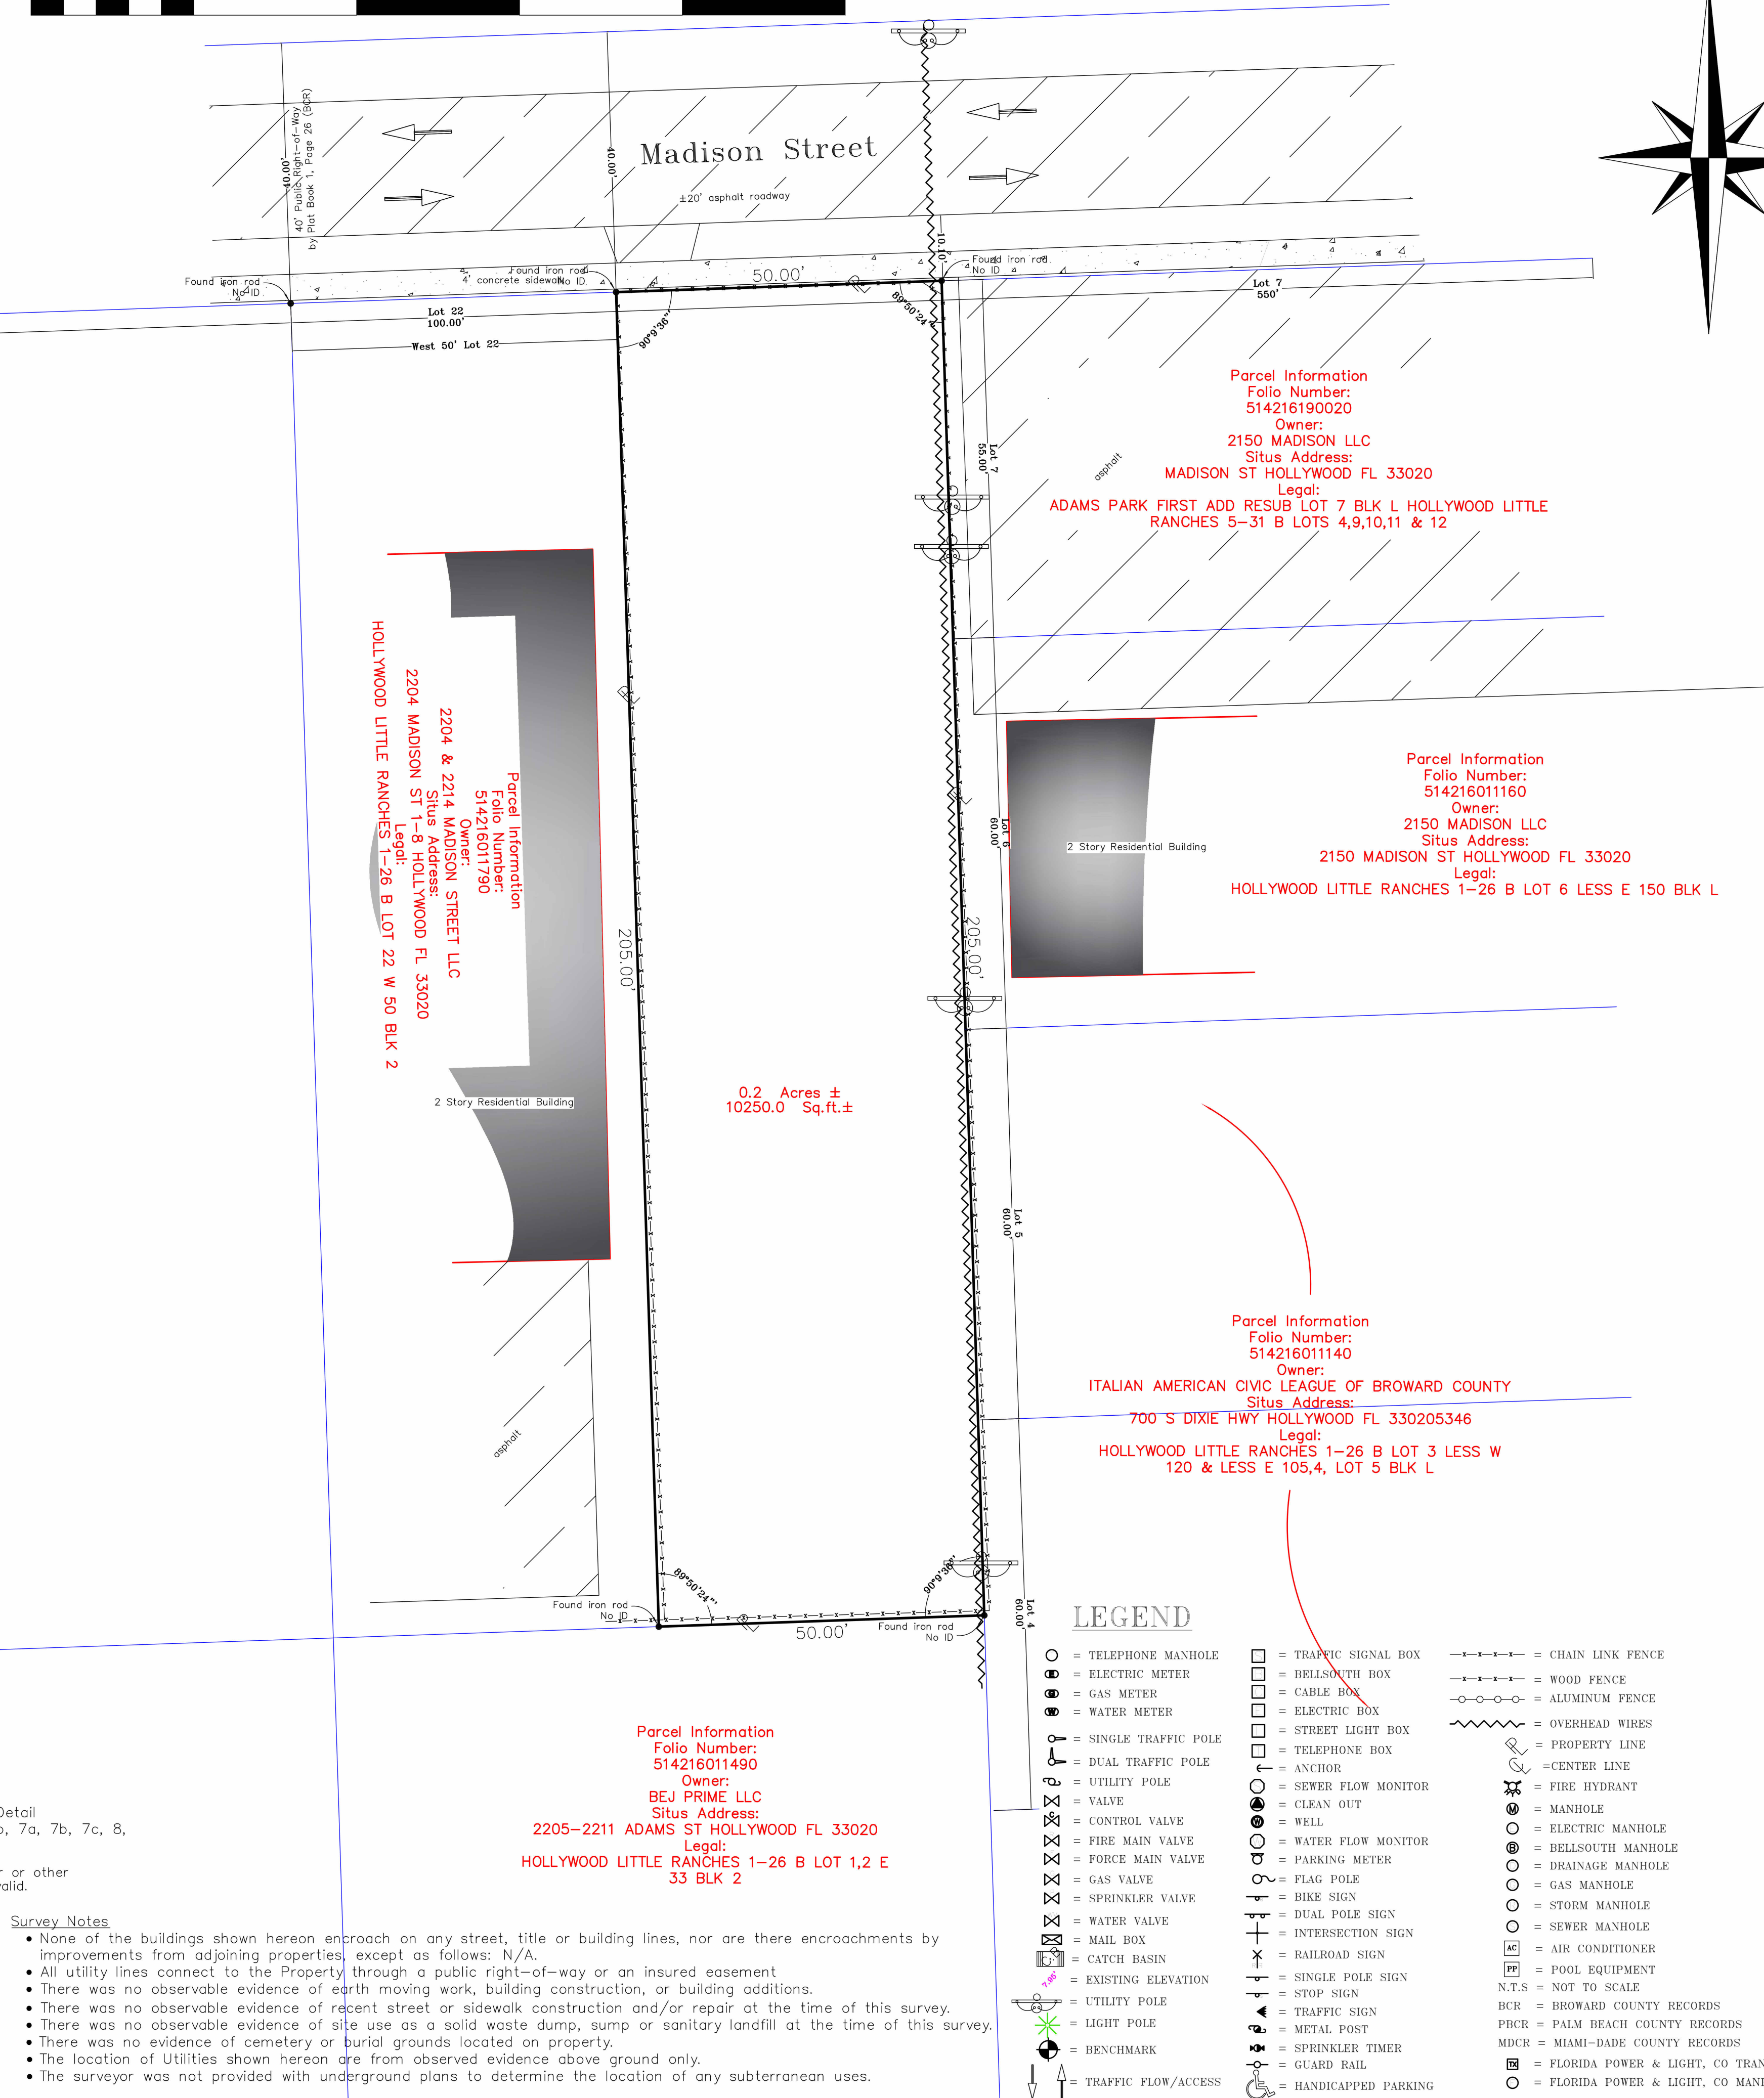 40.00'
40' Public Right-of-Way
by Plat Book 1, Page 26 (BCR)
40.00'
Madison Street
±20' asphalt roadway
10.10'
Found iron rod
No ID
Found iron rod
No ID
4' concrete sidewalk
50.00'
Found iron rod
No ID
Lot 22
100.00'
West 50' Lot 22
90°9'36"
89°50'24"
Lot 7
550'
Parcel Information
Folio Number:
514216190020
Owner:
2150 MADISON LLC
Situs Address:
MADISON ST HOLLYWOOD FL 33020
Legal:
ADAMS PARK FIRST ADD RESUB LOT 7 BLK L HOLLYWOOD LITTLE
RANCHES 5-31 B LOTS 4,9,10,11 & 12
asphalt
Lot 7
55.00'
Parcel Information
Folio Number:
514216011790
Owner:
2204 & 2214 MADISON STREET LLC
Situs Address:
2204 MADISON ST 1-8 HOLLYWOOD FL 33020
Legal:
HOLLYWOOD LITTLE RANCHES 1-26 B LOT 22 W 50 BLK 2
2 Story Residential Building
205.00'
205.00'
Lot 6
60.00'
2 Story Residential Building
Parcel Information
Folio Number:
514216011160
Owner:
2150 MADISON LLC
Situs Address:
2150 MADISON ST HOLLYWOOD FL 33020
Legal:
HOLLYWOOD LITTLE RANCHES 1-26 B LOT 6 LESS E 150 BLK L
0.2 Acres ±
10250.0 Sq.ft.±
Lot 5
60.00'
Parcel Information
Folio Number:
514216011140
Owner:
ITALIAN AMERICAN CIVIC LEAGUE OF BROWARD COUNTY
Situs Address:
700 S DIXIE HWY HOLLYWOOD FL 330205346
Legal:
HOLLYWOOD LITTLE RANCHES 1-26 B LOT 3 LESS W
120 & LESS E 105,4, LOT 5 BLK L
asphalt
89°50'24"
90°9'36"
Found iron rod
No ID
50.00'
Found iron rod
No ID
Lot 4
60.00'
Parcel Information
Folio Number:
514216011490
Owner:
BEJ PRIME LLC
Situs Address:
2205-2211 ADAMS ST HOLLYWOOD FL 33020
Legal:
HOLLYWOOD LITTLE RANCHES 1-26 B LOT 1,2 E
33 BLK 2
Detail
, 7a, 7b, 7c, 8,
or other
Survey Notes
• None of the buildings shown hereon encroach on any street, title or building lines, nor are there encroachments by
improvements from adjoining properties, except as follows: N/A.
• All utility lines connect to the Property through a public right-of-way or an insured easement
• There was no observable evidence of earth moving work, building construction, or building additions.
• There was no observable evidence of recent street or sidewalk construction and/or repair at the time of this survey.
• There was no observable evidence of site use as a solid waste dump, sump or sanitary landfill at the time of this survey.
• There was no evidence of cemetery or burial grounds located on property.
• The location of Utilities shown hereon are from observed evidence above ground only.
• The surveyor was not provided with underground plans to determine the location of any subterranean uses.
LEGEND
= TELEPHONE MANHOLE
= ELECTRIC METER
= GAS METER
W = WATER METER
= SINGLE TRAFFIC POLE
= DUAL TRAFFIC POLE
= UTILITY POLE
= VALVE
C = CONTROL VALVE
= FIRE MAIN VALVE
= FORCE MAIN VALVE
= GAS VALVE
= SPRINKLER VALVE
= WATER VALVE
= MAIL BOX
= CATCH BASIN
7.95' = EXISTING ELEVATION
= UTILITY POLE
= LIGHT POLE
= BENCHMARK
= TRAFFIC FLOW/ACCESS
= TRAFFIC SIGNAL BOX
= BELLSOUTH BOX
= CABLE BOX
= ELECTRIC BOX
= STREET LIGHT BOX
= TELEPHONE BOX
= ANCHOR
= SEWER FLOW MONITOR
= CLEAN OUT
W = WELL
= WATER FLOW MONITOR
= PARKING METER
= FLAG POLE
= BIKE SIGN
= DUAL POLE SIGN
= INTERSECTION SIGN
= RAILROAD SIGN
= SINGLE POLE SIGN
= STOP SIGN
= TRAFFIC SIGN
= METAL POST
= SPRINKLER TIMER
= GUARD RAIL
= HANDICAPPED PARKING
= CHAIN LINK FENCE
= WOOD FENCE
= ALUMINUM FENCE
= OVERHEAD WIRES
= PROPERTY LINE
=CENTER LINE
= FIRE HYDRANT
M = MANHOLE
= ELECTRIC MANHOLE
B = BELLSOUTH MANHOLE
= DRAINAGE MANHOLE
= GAS MANHOLE
= STORM MANHOLE
= SEWER MANHOLE
AC = AIR CONDITIONER
PP = POOL EQUIPMENT
N.T.S = NOT TO SCALE
BCR = BROWARD COUNTY RECORDS
PBCR = PALM BEACH COUNTY RECORDS
MDCR = MIAMI-DADE COUNTY RECORDS
TX = FLORIDA POWER & LIGHT, CO TRAN
= FLORIDA POWER & LIGHT, CO MAN